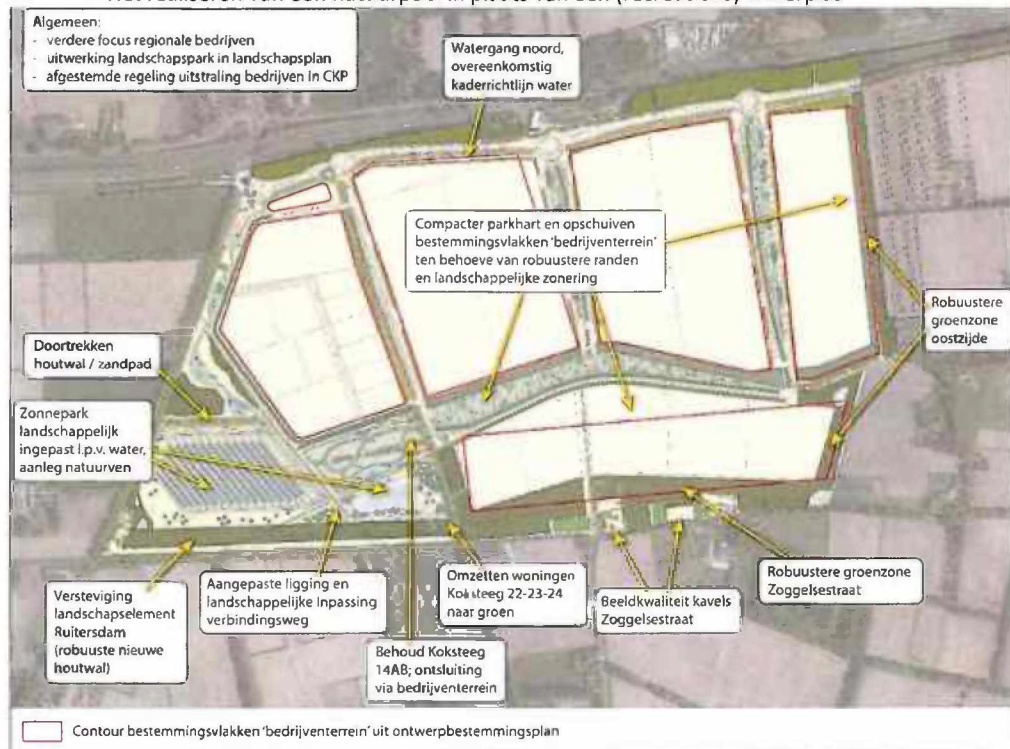 Algemeen:
- verdere focus regionale bedrijven
- uitwerking landschapspark in landschapsplan
- afgestemde regeling uitstraling bedrijven in CKP
Watergang noord,
overeenkomstig
kaderrichtlijn water
Compacter parkhart en opschuiven
bestemmingsvlakken 'bedrijventerrein'
ten behoeve van robuustere randen
en landschappelijke zonering
Robuustere
groenzone
oostzijde
Doortrekken
houtwal / zandpad
Zonnepark
landschappelijk
ingepast i.p.v. water,
aanleg natuurven
Versteviging
landschapselement
Ruitersdam
(robuuste nieuwe
houtwal)
Aangepaste ligging en
landschappelijke inpassing
verbindingsweg
Behoud Koksteeg
14AB; ontsluiting
via bedrijventerrein
Omzetten woningen
Koksteeg 22-23-24
naar groen
Beeldkwaliteit kavels
Zoggelsestraat
Robuustere groenzone
Zoggelsestraat
Contour bestemmingsvlakken 'bedrijventerrein' uit ontwerpbestemmingsplan